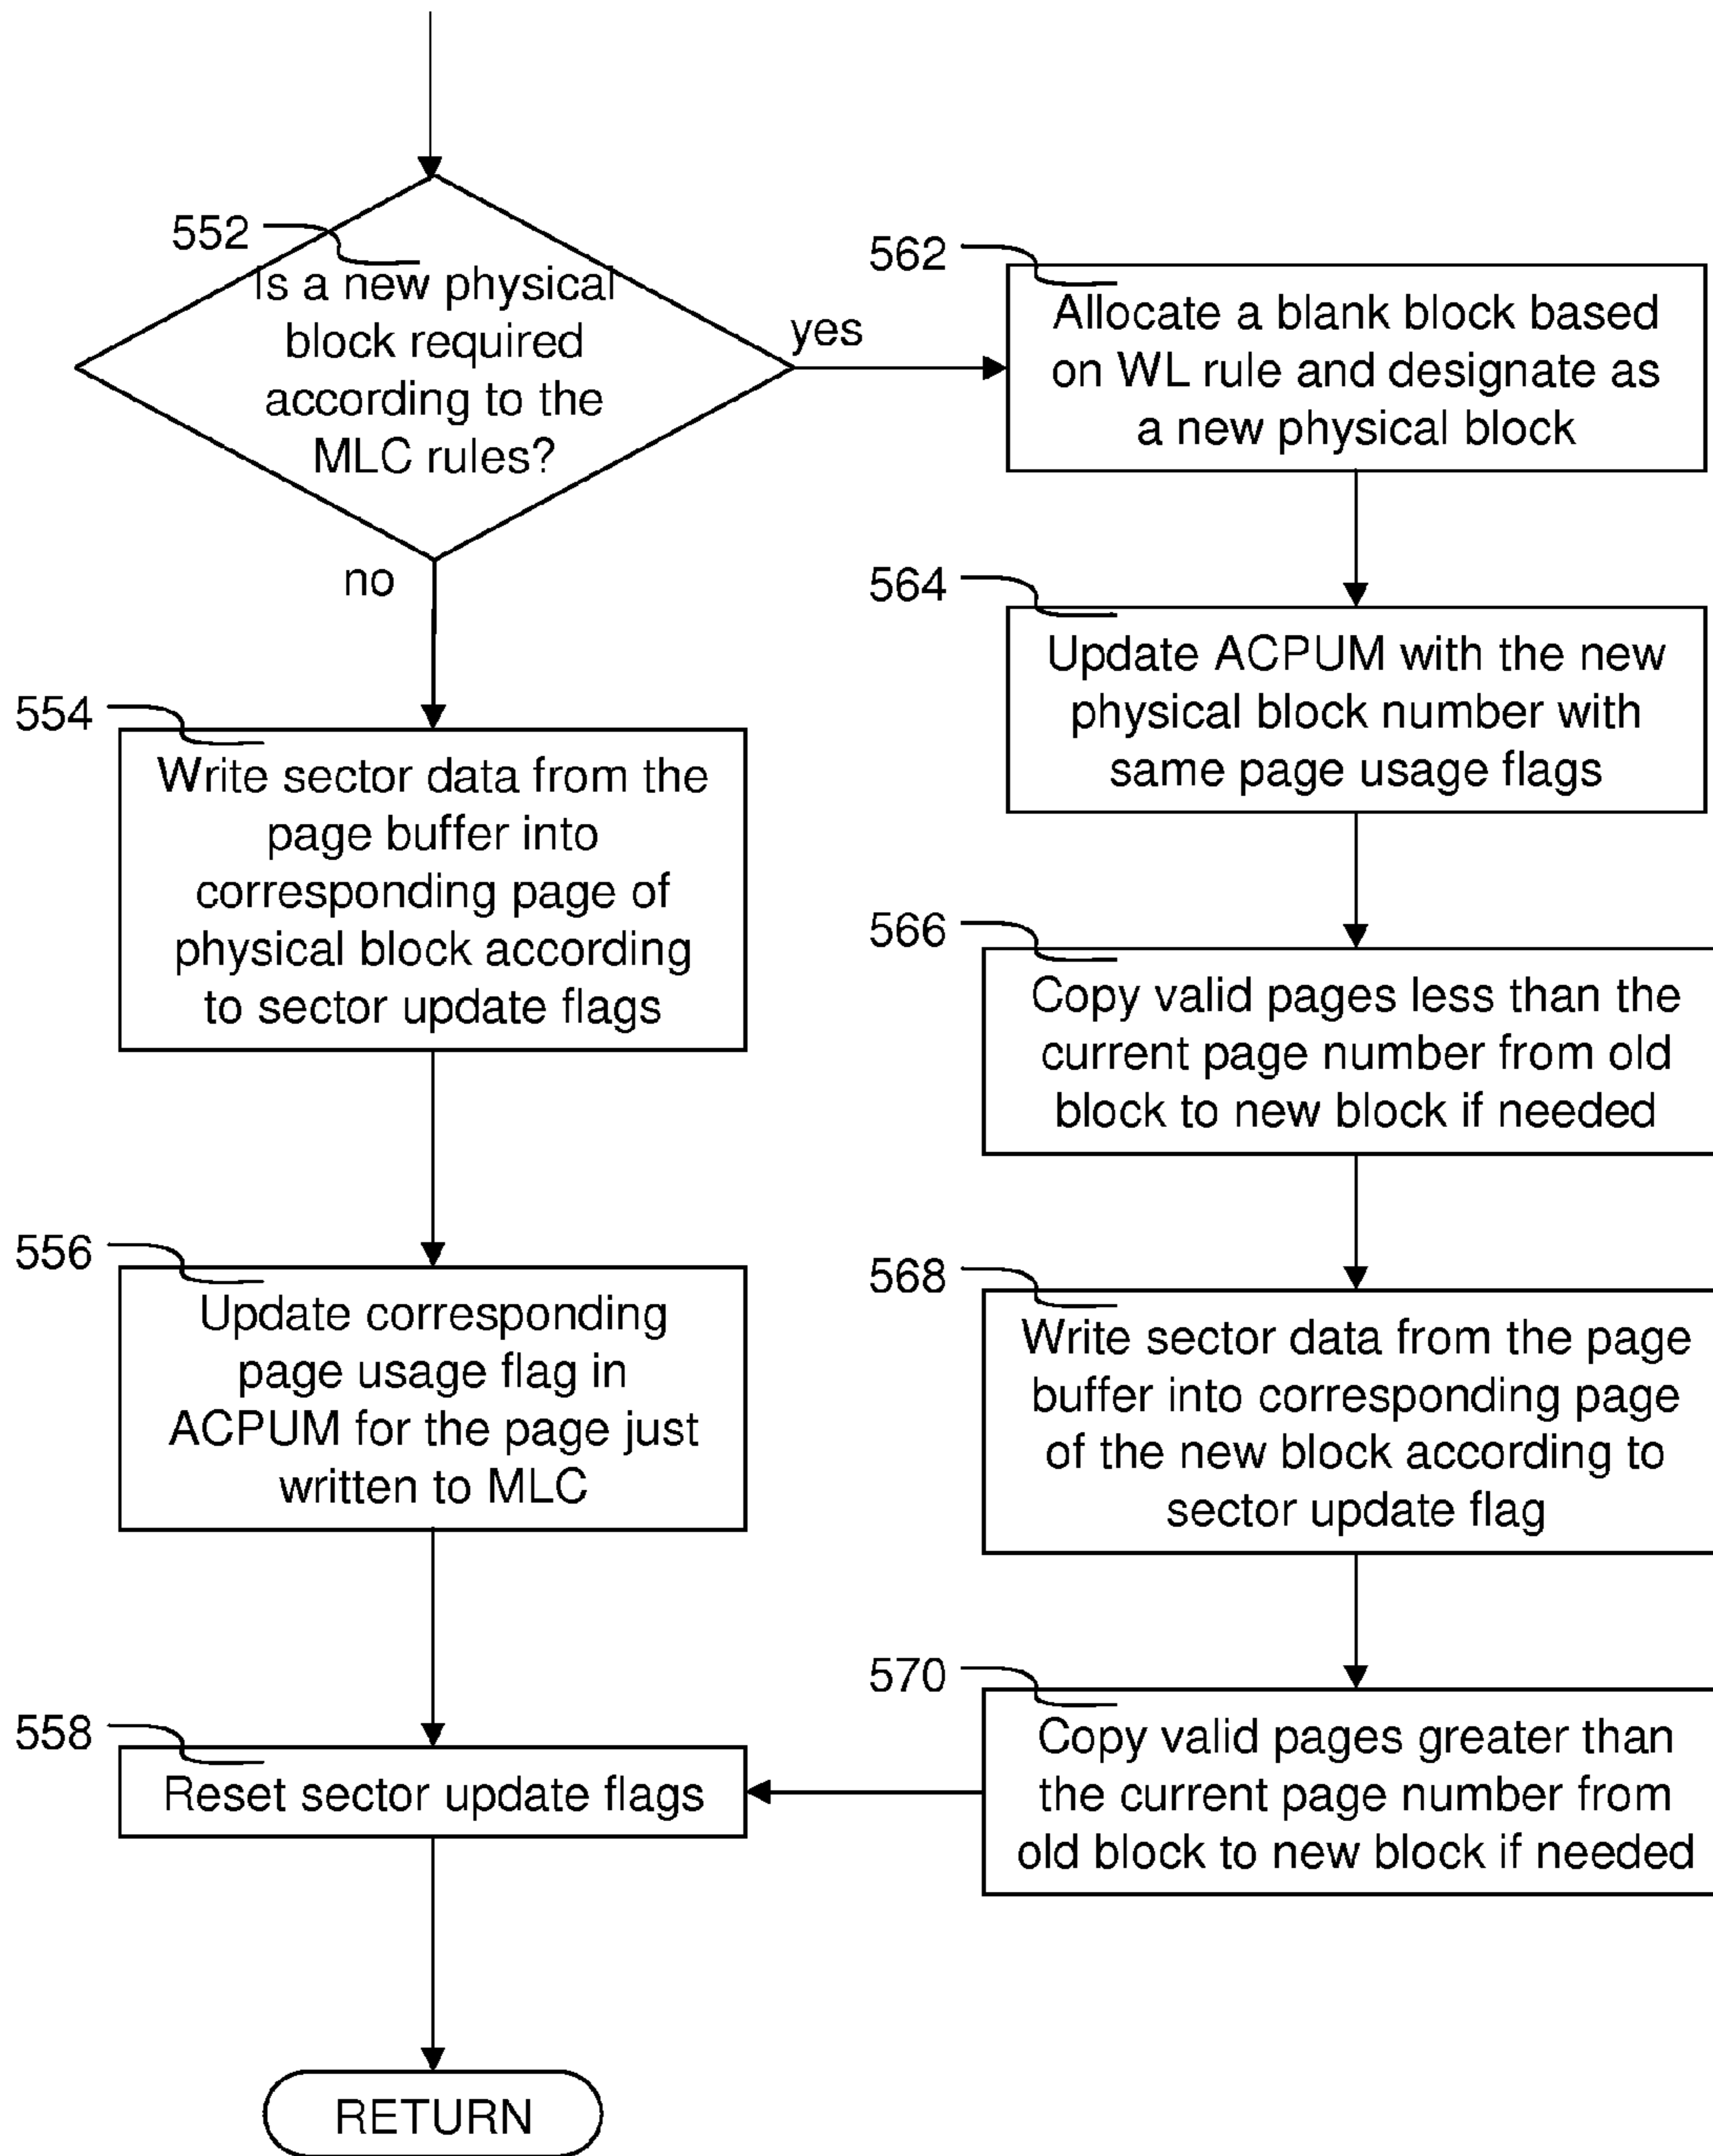 552
Is a new physical
block required
according to the
MLC rules?
yes
no
554
Write sector data from the
page buffer into
corresponding page of
physical block according
to sector update flags
556
Update corresponding
page usage flag in
ACPUM for the page just
written to MLC
558
Reset sector update flags
RETURN
562
Allocate a blank block based
on WL rule and designate as
a new physical block
564
Update ACPUM with the new
physical block number with
same page usage flags
566
Copy valid pages less than the
current page number from old
block to new block if needed
568
Write sector data from the page
buffer into corresponding page
of the new block according to
sector update flag
570
Copy valid pages greater than
the current page number from
old block to new block if needed